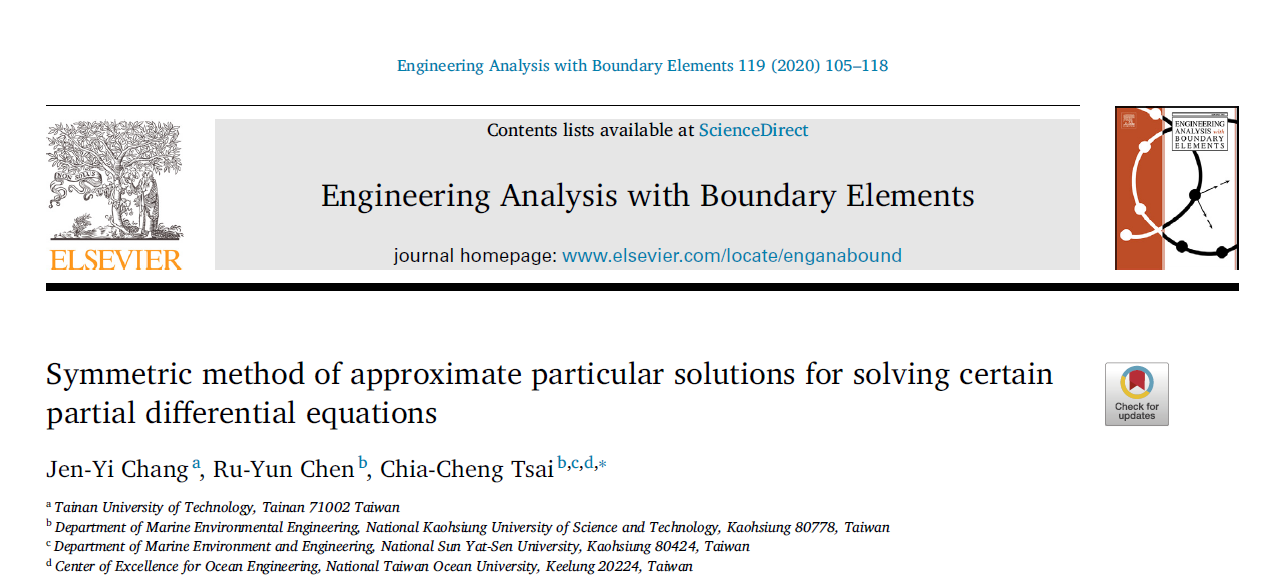 Engineering Analysis with Boundary Elements 119 (2020) 105–118
Contents lists available at ScienceDirect
Engineering Analysis with Boundary Elements
journal homepage: www.elsevier.com/locate/enganabound
ELSEVIER
ENGINEERING
ANALYSIS with
BOUNDARY
ELEMENTS
Symmetric method of approximate particular solutions for solving certain
partial differential equations
Check for
updates
Jen-Yi Chang a, Ru-Yun Chen b, Chia-Cheng Tsai b,c,d,*
a Tainan University of Technology, Tainan 71002 Taiwan
b Department of Marine Environmental Engineering, National Kaohsiung University of Science and Technology, Kaohsiung 80778, Taiwan
c Department of Marine Environment and Engineering, National Sun Yat-Sen University, Kaohsiung 80424, Taiwan
d Center of Excellence for Ocean Engineering, National Taiwan Ocean University, Keelung 20224, Taiwan